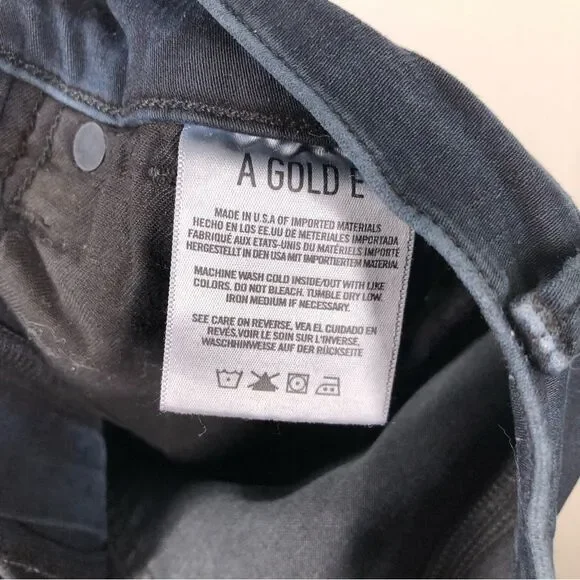 A GOLD E
MADE IN U.S.A OF IMPORTED MATERIALS
HECHO EN LOS EE.UU DE METERIALES IMPORTADA
FABRIQUÉ AUX ETATS-UNIS DU MATIÈRE IMPORTÉ
HERGESTELLT IN DEN USA MIT IMPORTIERTEM MATERIAL
MACHINE WASH COLD INSIDE/OUT WITH LIKE
COLORS. DO NOT BLEACH. TUMBLE DRY LOW.
IRON MEDIUM IF NECESSARY.
SEE CARE ON REVERSE. VEA EL CUIDADO EN
REVÉS.VOIR LE SOIN SUR L'INVERSE.
WASCHHINWEISE AUF DER RÜCKSEITE